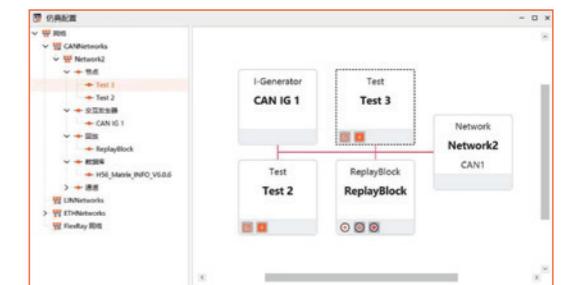 仿真配置
网络
CANNetworks
Network2
节点
Test 3
Test 2
交互发生器
CAN IG 1
回放
ReplayBlock
数据库
H56_Matrix_INFO_V6.0.6
通道
LINNetworks
ETHNetworks
FlexRay 网络
I-Generator
CAN IG 1
Test
Test 3
Network
Network2
CAN1
Test
Test 2
ReplayBlock
ReplayBlock